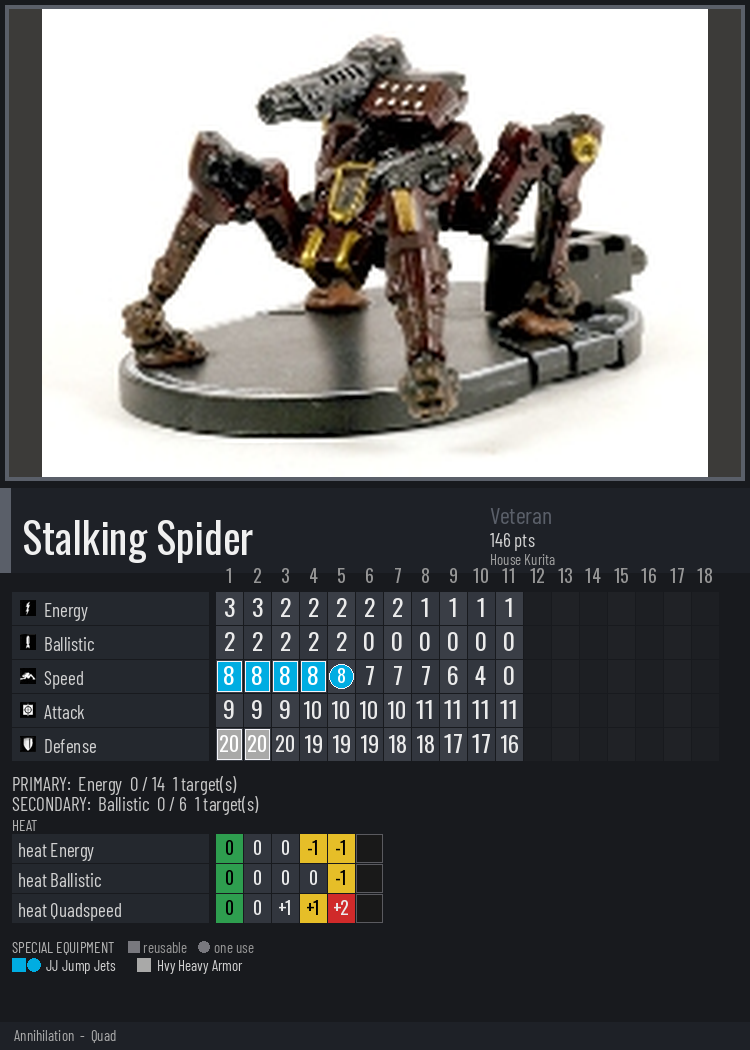 Stalking Spider
Veteran
146 pts
House Kurita
1 2 3 4 5 6 7 8 9 10 11 12 13 14 15 16 17 18
Energy 3 3 2 2 2 2 2 1 1 1 1
Ballistic 2 2 2 2 2 0 0 0 0 0 0
Speed 8 8 8 8 8 7 7 7 6 4 0
Attack 9 9 9 10 10 10 10 11 11 11 11
Defense 20 20 20 19 19 19 18 18 17 17 16
PRIMARY: Energy 0 / 14 1 target(s)
SECONDARY: Ballistic 0 / 6 1 target(s)
HEAT
heat Energy 0 0 0 -1 -1
heat Ballistic 0 0 0 0 -1
heat Quadspeed 0 0 +1 +1 +2
SPECIAL EQUIPMENT reusable one use
JJ Jump Jets Hvy Heavy Armor
Annihilation - Quad